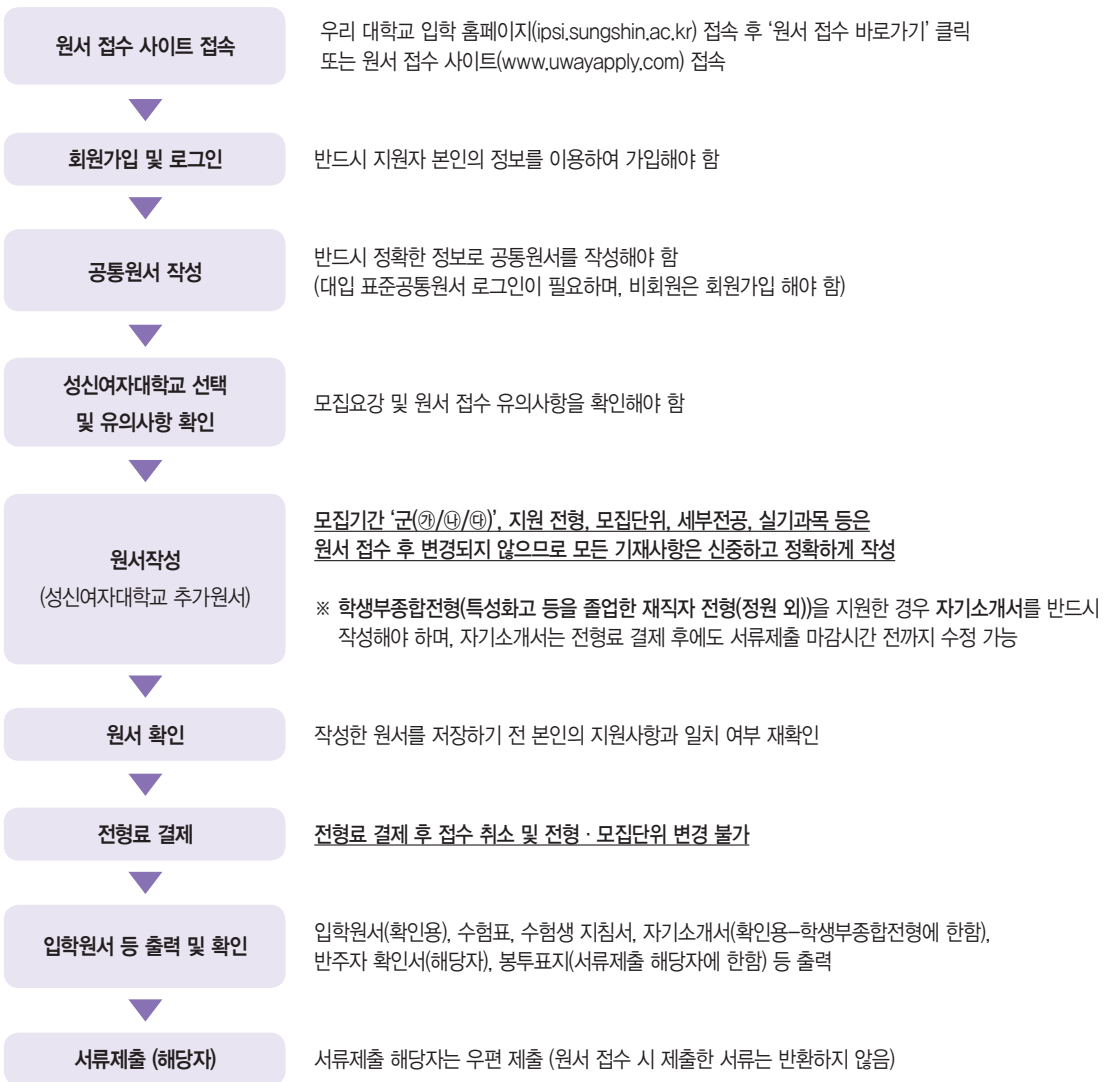 원서 접수 사이트 접속
우리 대학교 입학 홈페이지(ipsi.sungshin.ac.kr) 접속 후 ‘원서 접수 바로가기’ 클릭
또는 원서 접수 사이트(www.uwayapply.com) 접속
회원가입 및 로그인
반드시 지원자 본인의 정보를 이용하여 가입해야 함
공통원서 작성
반드시 정확한 정보로 공통원서를 작성해야 함
(대입 표준공통원서 로그인이 필요하며, 비회원은 회원가입 해야 함)
성신여자대학교 선택
및 유의사항 확인
모집요강 및 원서 접수 유의사항을 확인해야 함
원서작성
(성신여자대학교 추가원서)
모집기간 ‘군(㉮/㉯/㉰)’, 지원 전형, 모집단위, 세부전공, 실기과목 등은
원서 접수 후 변경되지 않으므로 모든 기재사항은 신중하고 정확하게 작성
※ 학생부종합전형(특성화고 등을 졸업한 재직자 전형(정원 외))을 지원한 경우 자기소개서를 반드시
작성해야 하며, 자기소개서는 전형료 결제 후에도 서류제출 마감시간 전까지 수정 가능
원서 확인
작성한 원서를 저장하기 전 본인의 지원사항과 일치 여부 재확인
전형료 결제
전형료 결제 후 접수 취소 및 전형 · 모집단위 변경 불가
입학원서 등 출력 및 확인
입학원서(확인용), 수험표, 수험생 지침서, 자기소개서(확인용–학생부종합전형에 한함),
반주자 확인서(해당자), 봉투표지(서류제출 해당자에 한함) 등 출력
서류제출 (해당자)
서류제출 해당자는 우편 제출 (원서 접수 시 제출한 서류는 반환하지 않음)